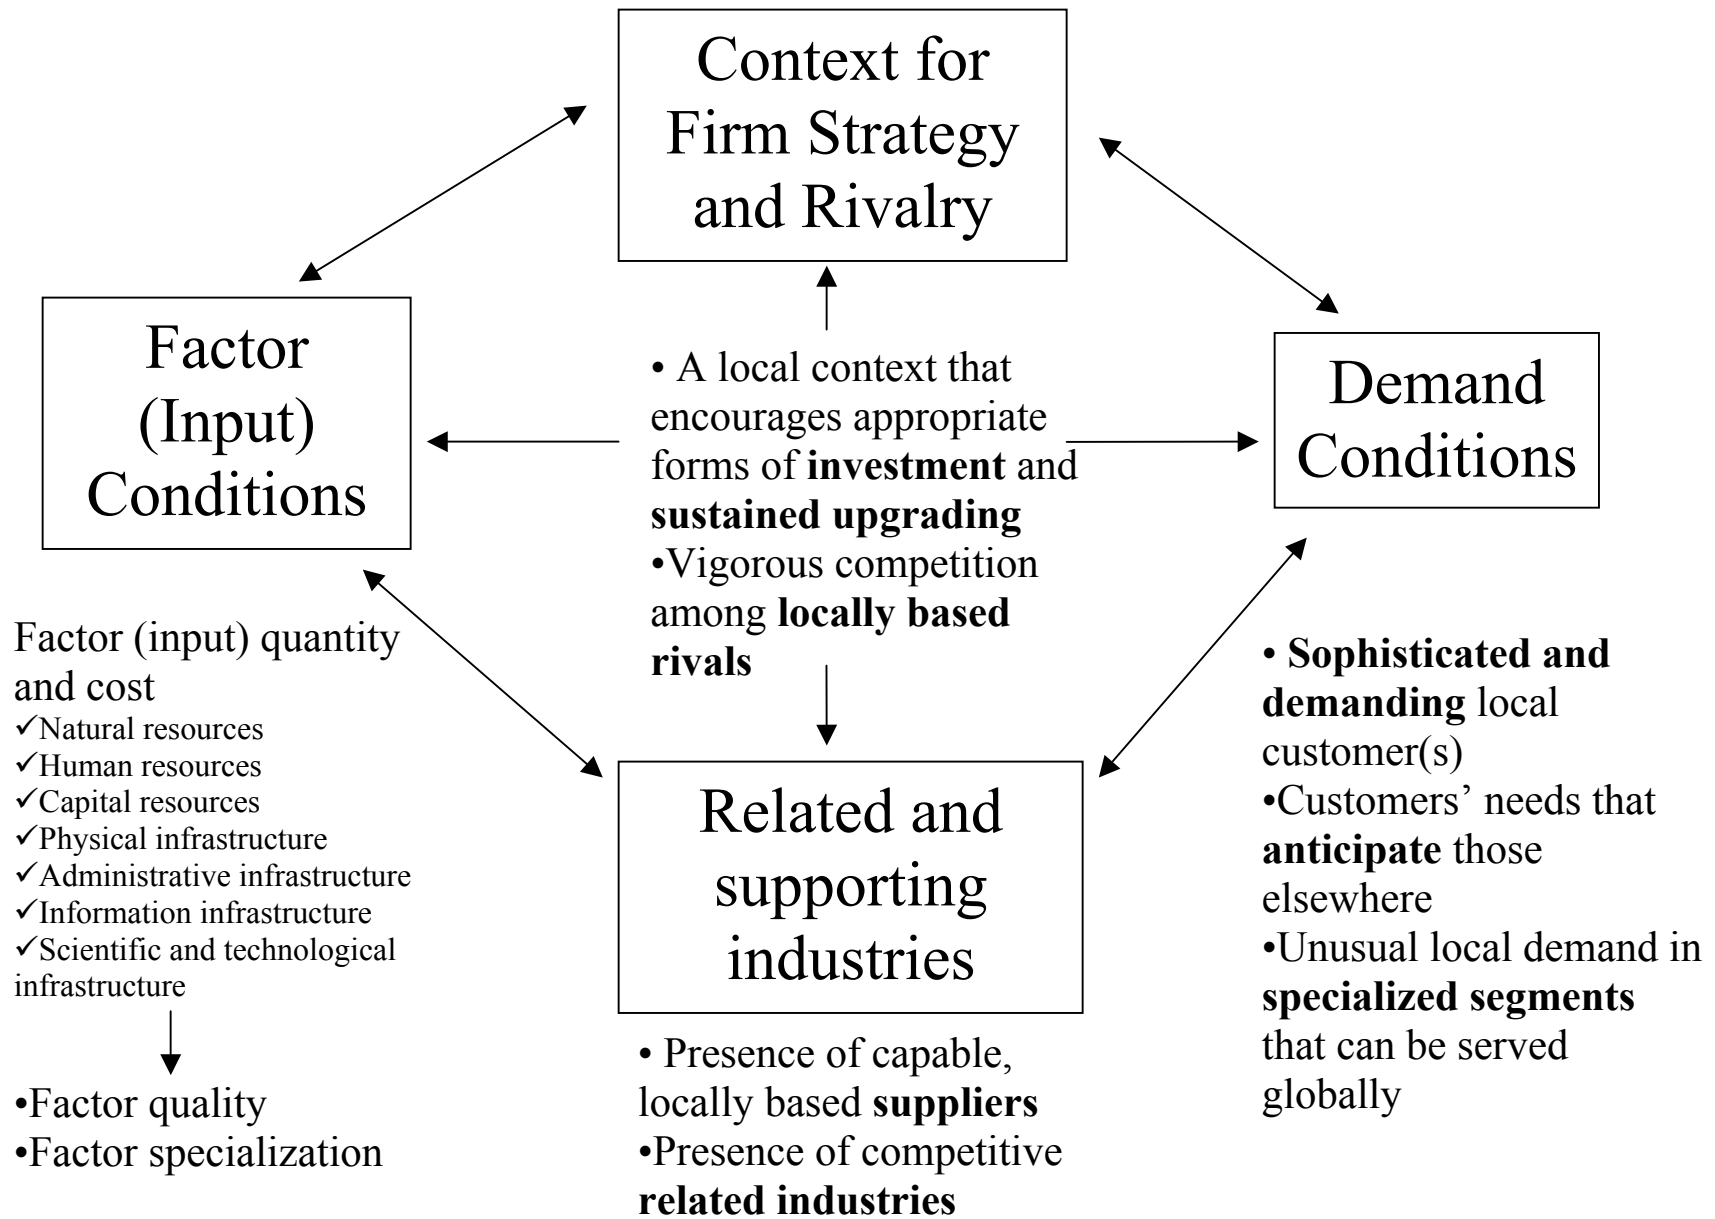 Context for
Firm Strategy
and Rivalry
Factor
(Input)
Conditions
• A local context that
encourages appropriate
forms of investment and
sustained upgrading
•Vigorous competition
among locally based
rivals
Demand
Conditions
Factor (input) quantity
and cost
✓Natural resources
✓Human resources
✓Capital resources
✓Physical infrastructure
✓Administrative infrastructure
✓Information infrastructure
✓Scientific and technological
infrastructure
•Factor quality
•Factor specialization
Related and
supporting
industries
• Presence of capable,
locally based suppliers
•Presence of competitive
related industries
• Sophisticated and
demanding local
customer(s)
•Customers’ needs that
anticipate those
elsewhere
•Unusual local demand in
specialized segments
that can be served
globally